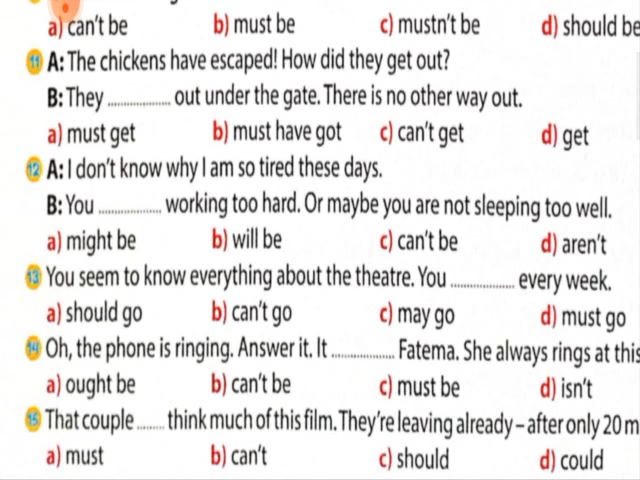 a) can't be b) must be c) mustn't be d) should be
11 A: The chickens have escaped! How did they get out?
B: They .................. out under the gate. There is no other way out.
a) must get b) must have got c) can't get d) get
12 A: I don't know why I am so tired these days.
B: You .................. working too hard. Or maybe you are not sleeping too well.
a) might be b) will be c) can't be d) aren't
13 You seem to know everything about the theatre. You .................. every week.
a) should go b) can't go c) may go d) must go
14 Oh, the phone is ringing. Answer it. It .................. Fatema. She always rings at this
a) ought be b) can't be c) must be d) isn't
15 That couple ........ think much of this film. They're leaving already – after only 20 m
a) must b) can't c) should d) could